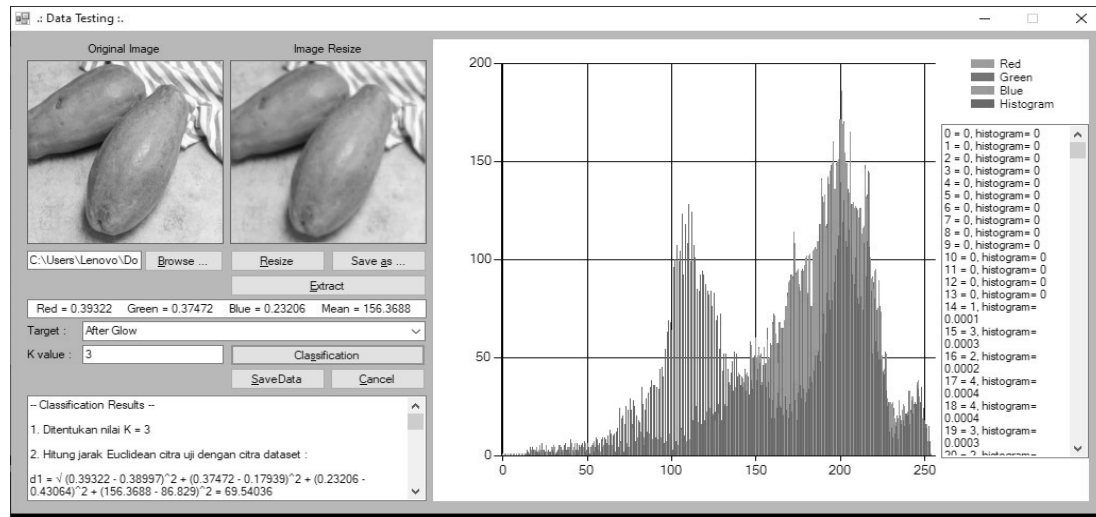 .: Data Testing :.
Original Image
Image Resize
C:\Users\Lenovo\Do
Browse ...
Resize
Save as ...
Extract
Red = 0.39322 Green = 0.37472 Blue = 0.23206 Mean = 156.3688
Target : After Glow
K value : 3
Classification
SaveData
Cancel
-- Classification Results --
1. Ditentukan nilai K = 3
2. Hitung jarak Euclidean citra uji dengan citra dataset :
d1 = √ (0.39322 - 0.38997)^2 + (0.37472 - 0.17939)^2 + (0.23206 -
0.43064)^2 + (156.3688 - 86.829)^2 = 69.54036
200
150
100
50
0
0 50 100 150 200 250
Red
Green
Blue
Histogram
0 = 0, histogram= 0
1 = 0, histogram= 0
2 = 0, histogram= 0
3 = 0, histogram= 0
4 = 0, histogram= 0
5 = 0, histogram= 0
6 = 0, histogram= 0
7 = 0, histogram= 0
8 = 0, histogram= 0
9 = 0, histogram= 0
10 = 0, histogram= 0
11 = 0, histogram= 0
12 = 0, histogram= 0
13 = 0, histogram= 0
14 = 1, histogram=
0.0001
15 = 3, histogram=
0.0003
16 = 2, histogram=
0.0002
17 = 4, histogram=
0.0004
18 = 4, histogram=
0.0004
19 = 3, histogram=
0.0003
20 = 2, histogram=